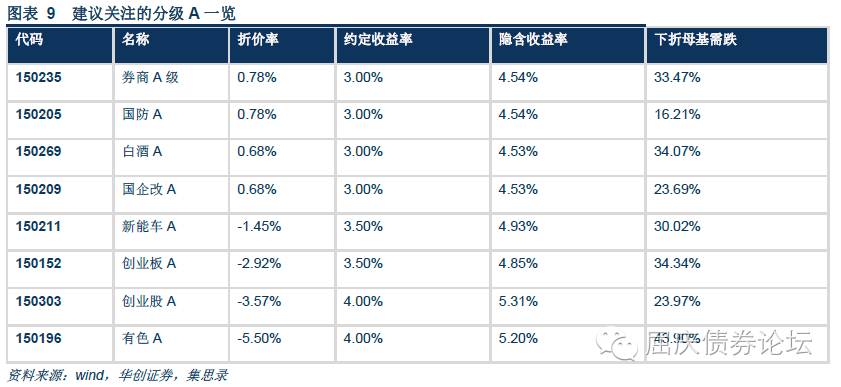 图表 9 建议关注的分级 A 一览
代码 名称 折价率 约定收益率 隐含收益率 下折母基需跌
150235 券商 A 级 0.78% 3.00% 4.54% 33.47%
150205 国防 A 0.78% 3.00% 4.54% 16.21%
150269 白酒 A 0.68% 3.00% 4.53% 34.07%
150209 国企改 A 0.68% 3.00% 4.53% 23.69%
150211 新能车 A -1.45% 3.50% 4.93% 30.02%
150152 创业板 A -2.92% 3.50% 4.85% 34.34%
150303 创业股 A -3.57% 4.00% 5.31% 23.97%
150196 有色 A -5.50% 4.00% 5.20% 43.90%
屈庆债券论坛
资料来源：wind，华创证券，集思录